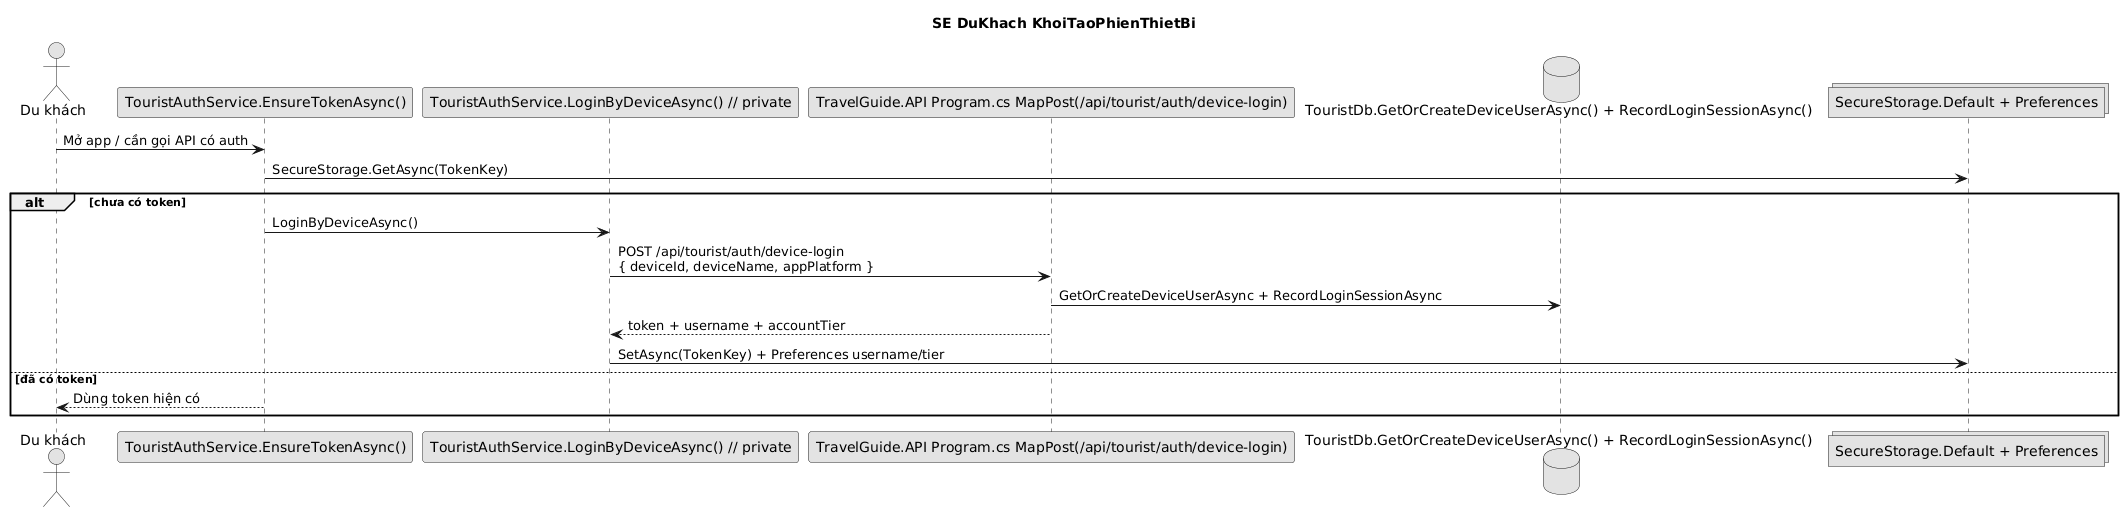 SE DuKhach KhoiTaoPhienThietBi
Du khách
TouristAuthService.EnsureTokenAsync()
TouristAuthService.LoginByDeviceAsync() // private
TravelGuide.API Program.cs MapPost(/api/tourist/auth/device-login)
TouristDb.GetOrCreateDeviceUserAsync() + RecordLoginSessionAsync()
SecureStorage.Default + Preferences
Mở app / cần gọi API có auth
SecureStorage.GetAsync(TokenKey)
alt
[chưa có token]
LoginByDeviceAsync()
POST /api/tourist/auth/device-login
{ deviceId, deviceName, appPlatform }
GetOrCreateDeviceUserAsync + RecordLoginSessionAsync
token + username + accountTier
SetAsync(TokenKey) + Preferences username/tier
[đã có token]
Dùng token hiện có
Du khách
TouristAuthService.EnsureTokenAsync()
TouristAuthService.LoginByDeviceAsync() // private
TravelGuide.API Program.cs MapPost(/api/tourist/auth/device-login)
TouristDb.GetOrCreateDeviceUserAsync() + RecordLoginSessionAsync()
SecureStorage.Default + Preferences